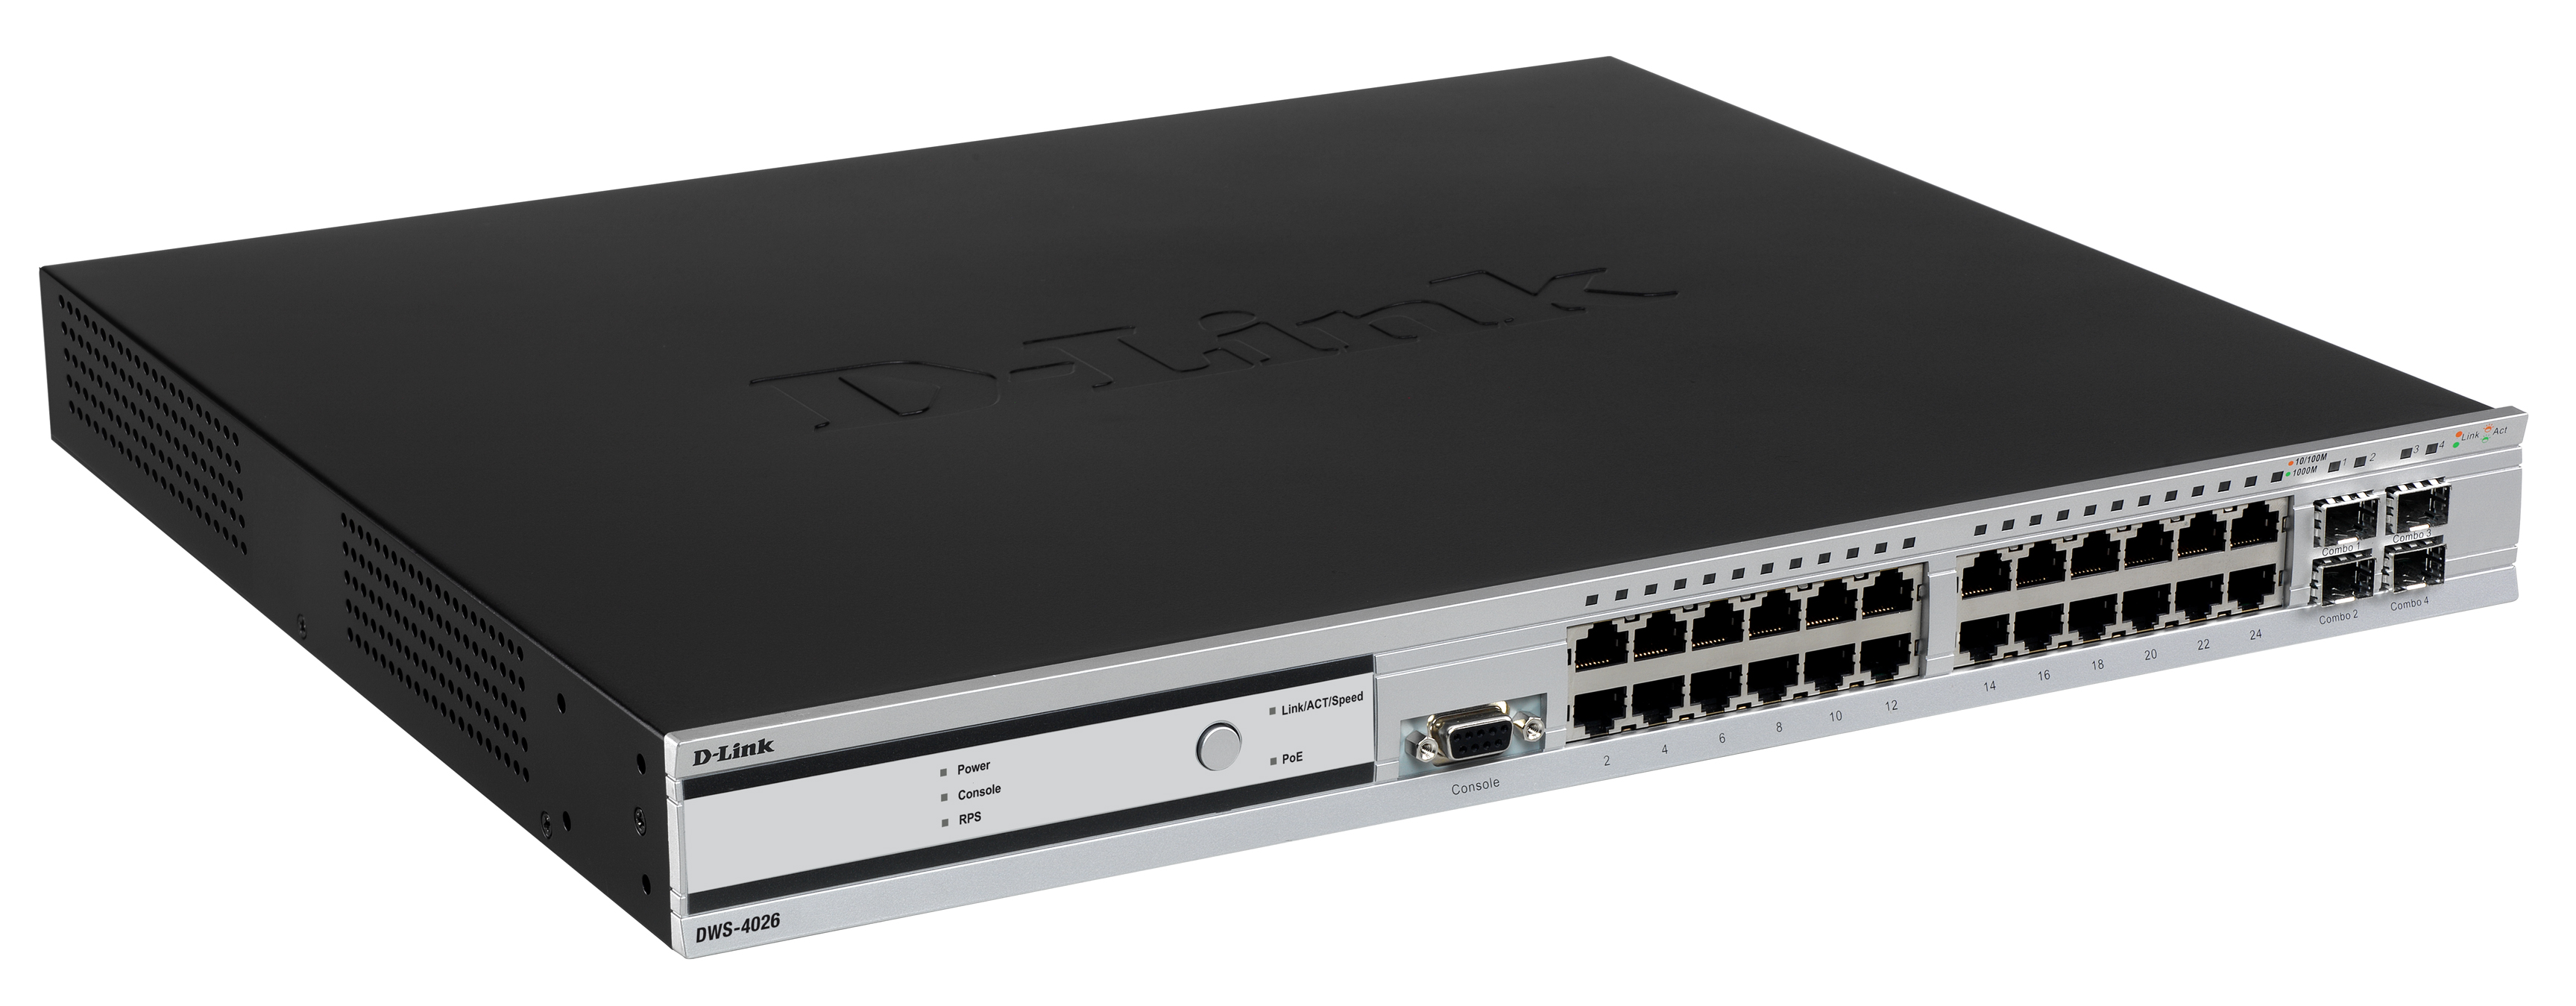 D-Link
D-Link
Power
Console
RPS
Link/ACT/Speed
PoE
DWS-4026
Console
2 4 6 8 10 12
14 16 18 20 22 24
10/100M
1000M
1 2 3 4
Link Act
Combo 1
Combo 3
Combo 2
Combo 4